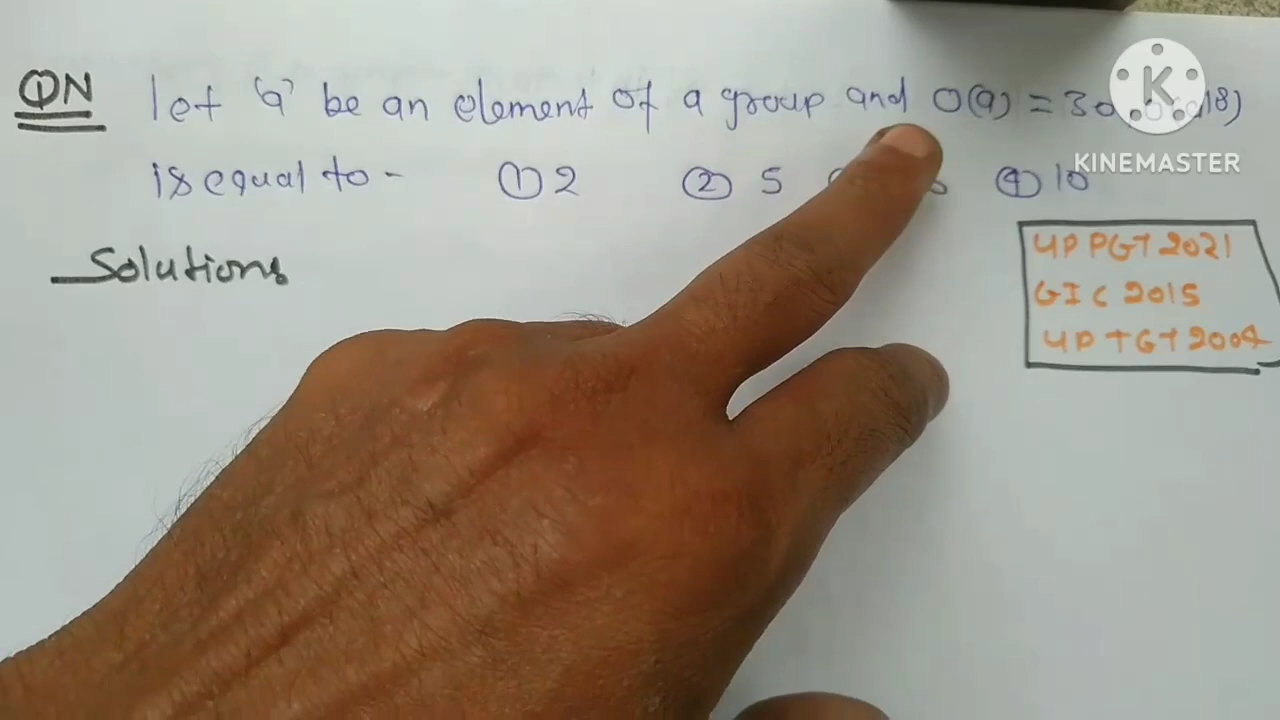 QN let 'a' be an element of a group and O(a) = 30 18)
is equal to - ① 2 ② 5 ④ 10
Solutions
UP PGT 2021
GIC 2015
UP TGT 2004
K
KINEMASTER